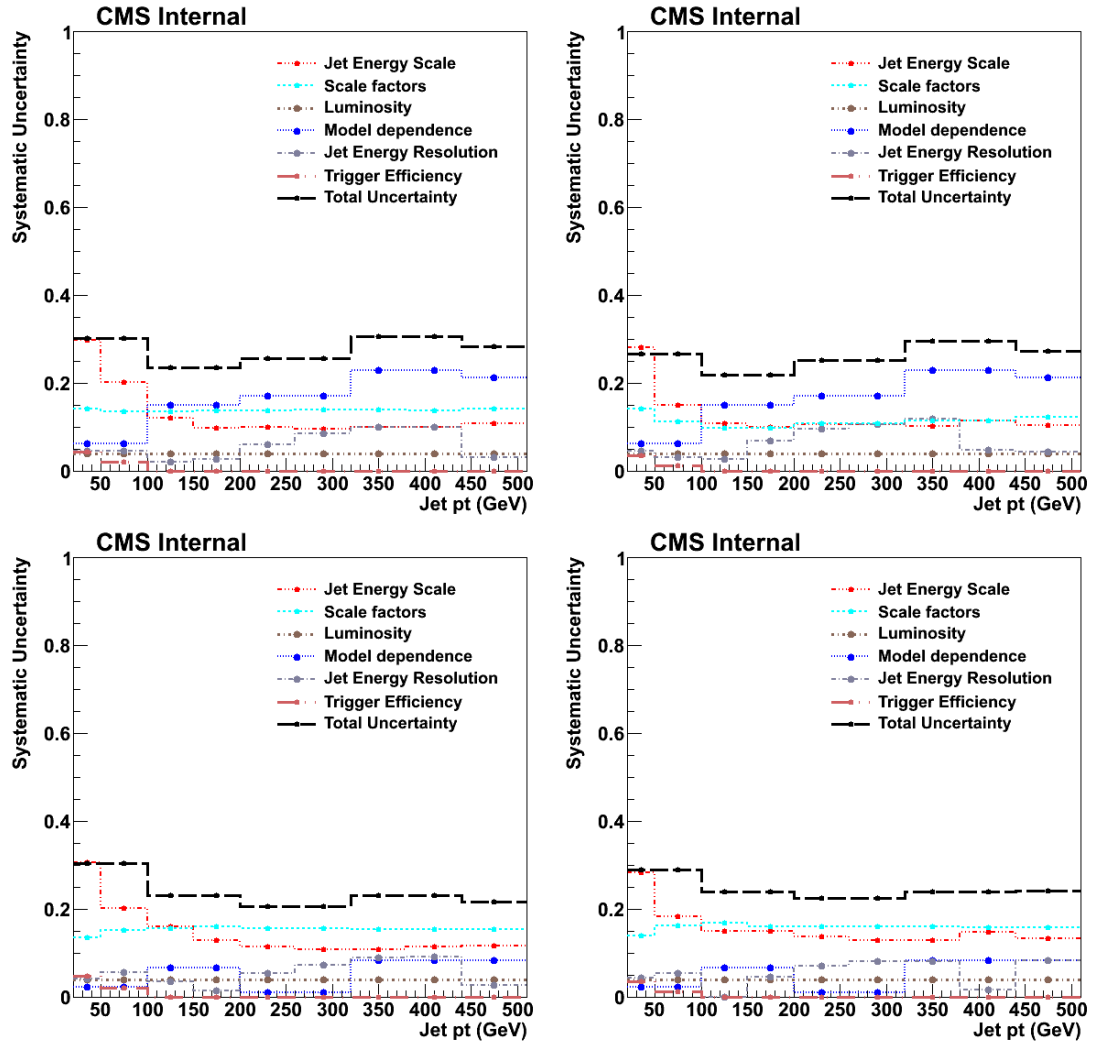 CMS Internal
Systematic Uncertainty
1
0.8
0.6
0.4
0.2
0
Jet Energy Scale
Scale factors
Luminosity
Model dependence
Jet Energy Resolution
Trigger Efficiency
Total Uncertainty
50 100 150 200 250 300 350 400 450 500
Jet pt (GeV)
CMS Internal
Systematic Uncertainty
1
0.8
0.6
0.4
0.2
0
Jet Energy Scale
Scale factors
Luminosity
Model dependence
Jet Energy Resolution
Trigger Efficiency
Total Uncertainty
50 100 150 200 250 300 350 400 450 500
Jet pt (GeV)
CMS Internal
Systematic Uncertainty
1
0.8
0.6
0.4
0.2
0
Jet Energy Scale
Scale factors
Luminosity
Model dependence
Jet Energy Resolution
Trigger Efficiency
Total Uncertainty
50 100 150 200 250 300 350 400 450 500
Jet pt (GeV)
CMS Internal
Systematic Uncertainty
1
0.8
0.6
0.4
0.2
0
Jet Energy Scale
Scale factors
Luminosity
Model dependence
Jet Energy Resolution
Trigger Efficiency
Total Uncertainty
50 100 150 200 250 300 350 400 450 500
Jet pt (GeV)